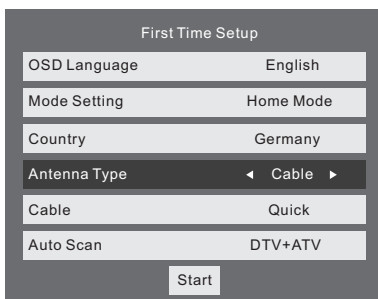 First Time Setup
OSD Language English
Mode Setting Home Mode
Country Germany
Antenna Type ◄ Cable ►
Cable Quick
Auto Scan DTV+ATV
Start